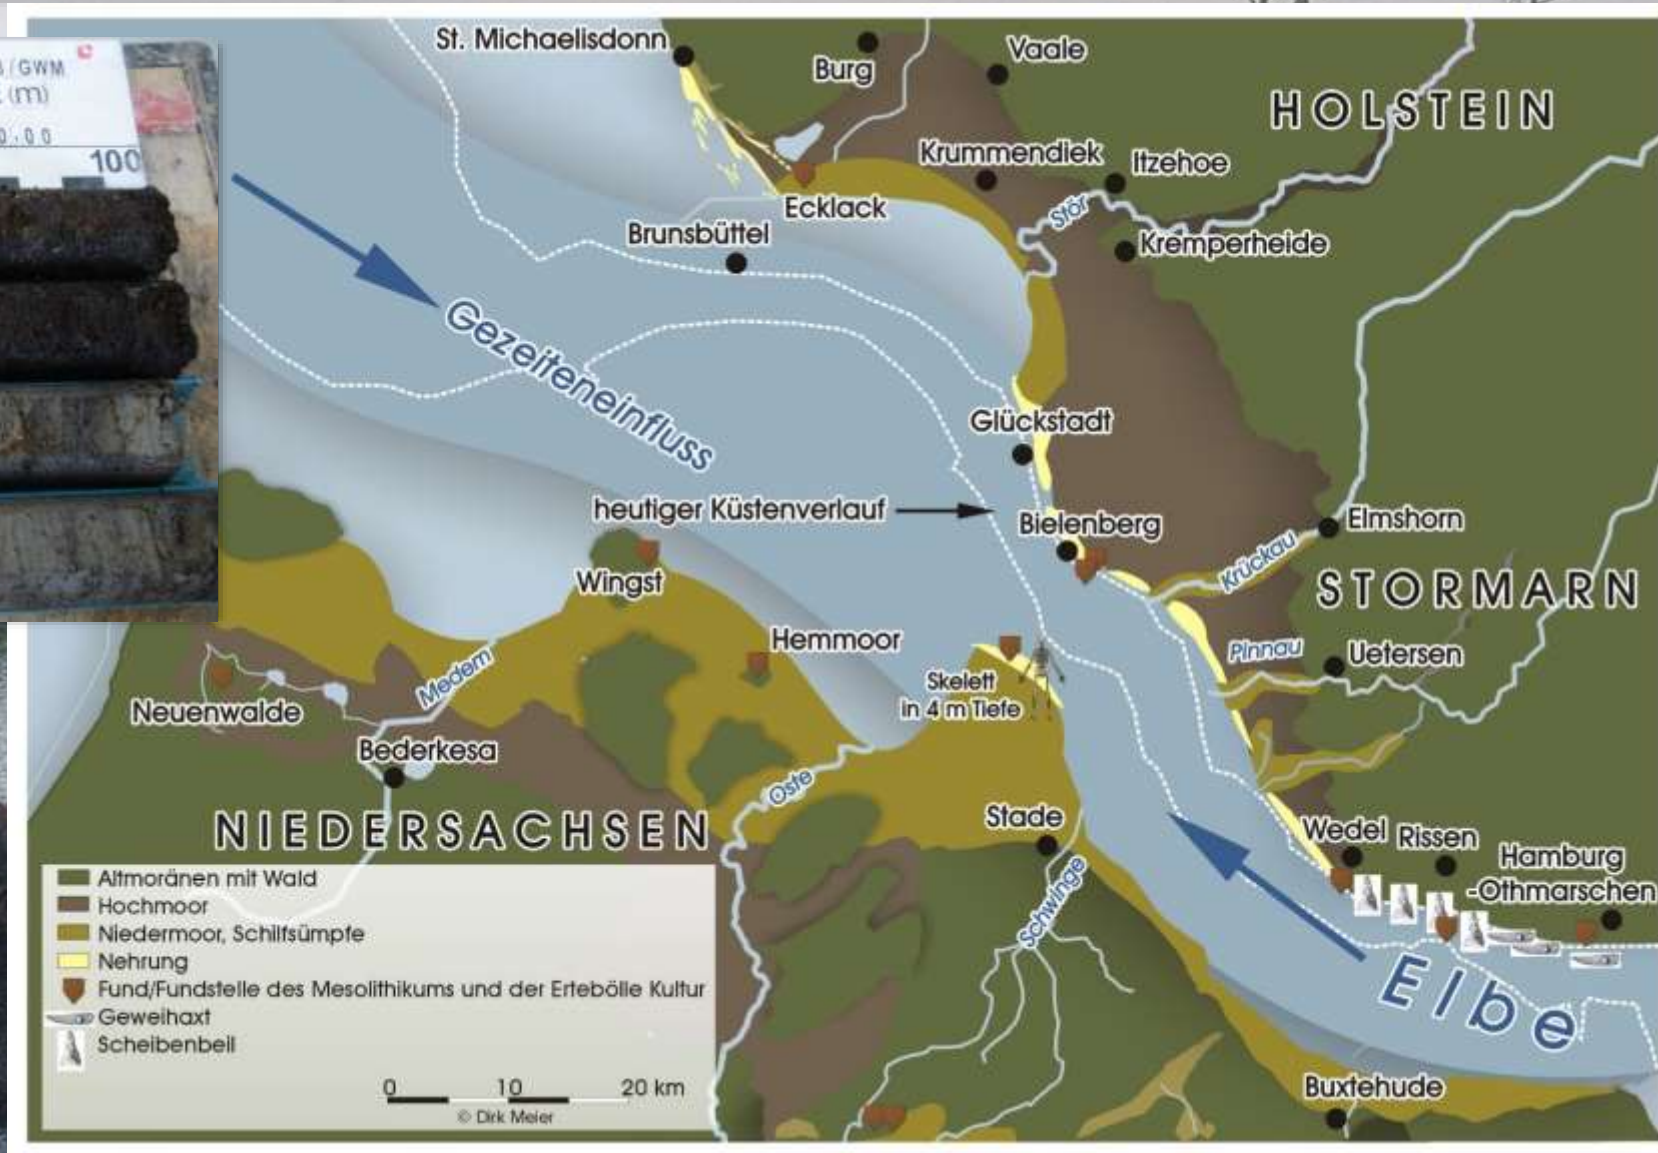 /GWM
(m)
100
St. Michaelisdonn
Burg
Vaale
HOLSTEIN
Krummendiek
Itzehoe
Ecklack
Stör
Brunsbüttel
Kremperheide
Gezeiteneinfluss
Glückstadt
heutiger Küstenverlauf
Bielenberg
Elmshorn
Krückau
Wingst
STORMARN
Hemmoor
Pinnau
Uetersen
Medem
Skelett
in 4 m Tiefe
Neuenwalde
Bederkesa
Oste
NIEDERSACHSEN
Stade
Wedel
Rissen
Hamburg
-Othmarschen
Schwinge
Elbe
Buxtehude
Altmoränen mit Wald
Hochmoor
Niedermoor, Schilfsümpfe
Nehrung
Fund/Fundstelle des Mesolithikums und der Ertebölle Kultur
Geweihaxt
Scheibenbeil
0 10 20 km
© Dirk Meier